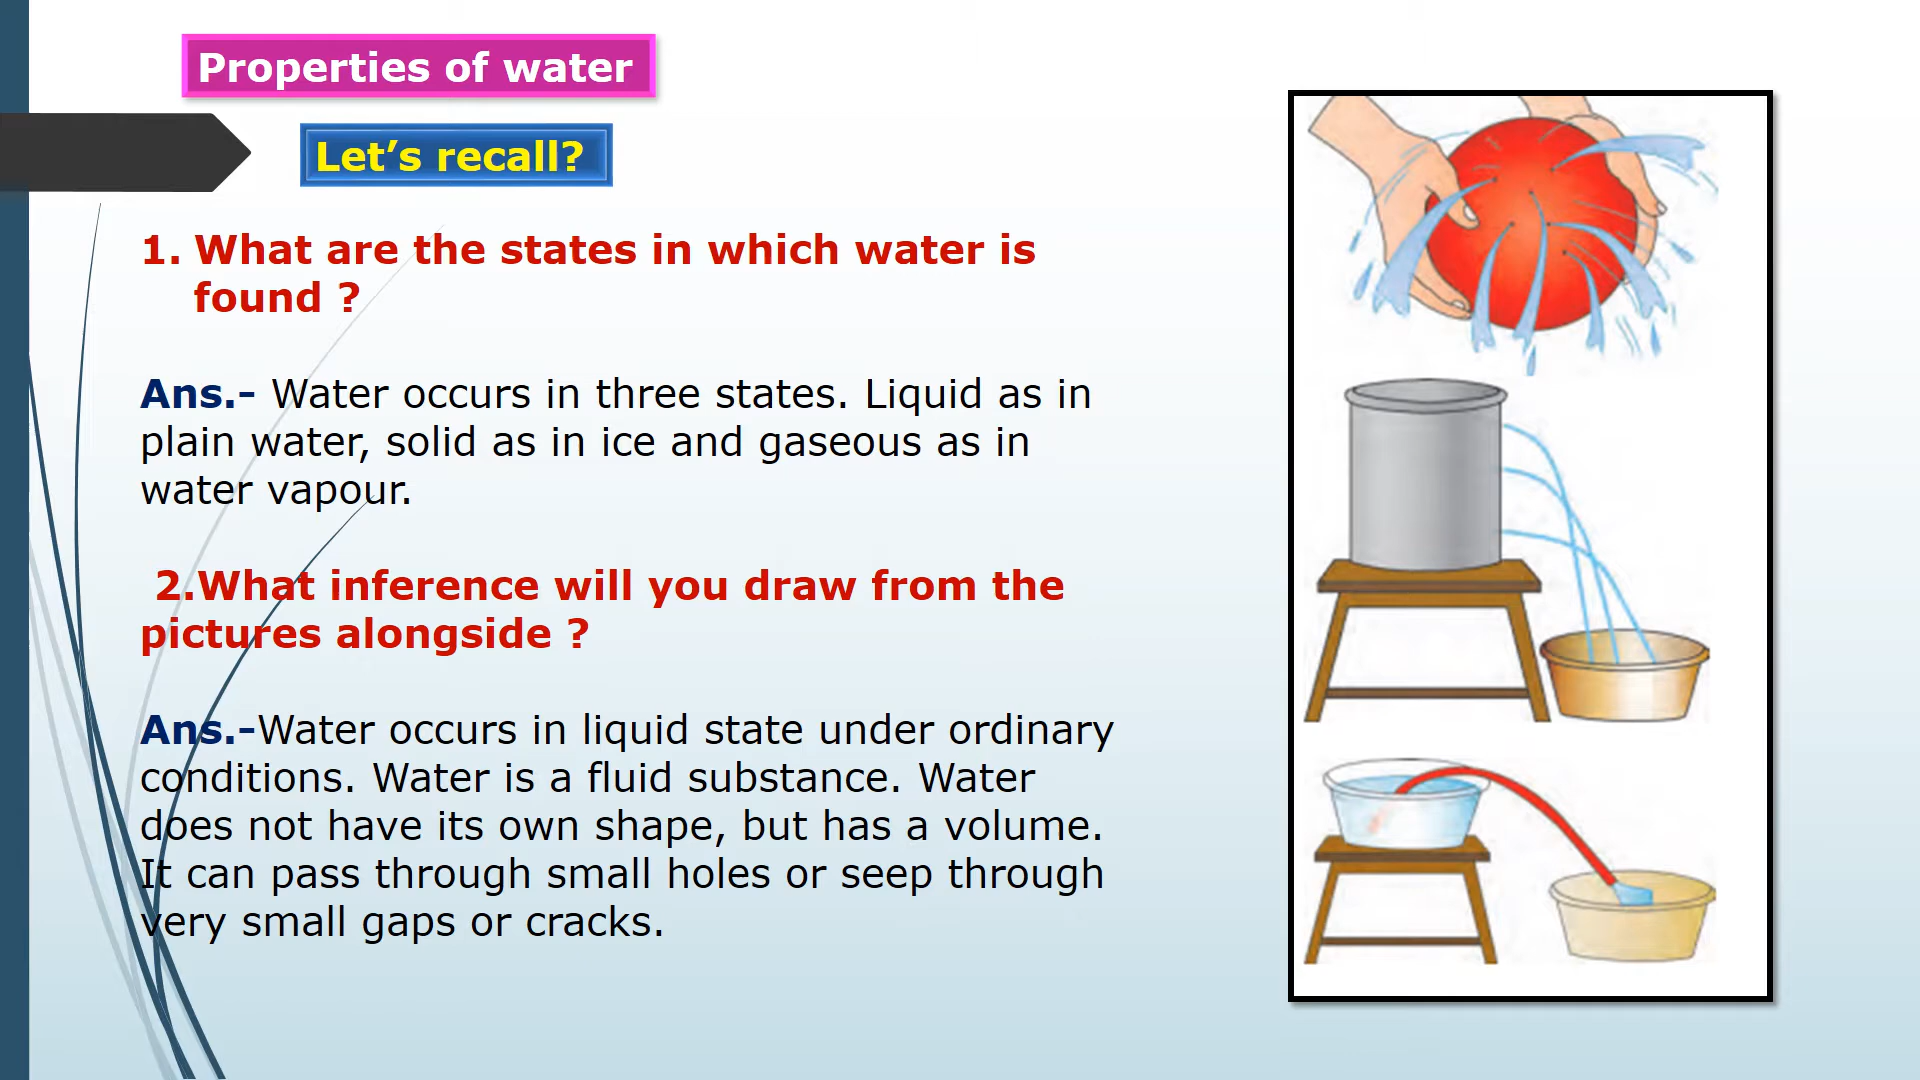 Properties of water
Let’s recall?
1. What are the states in which water is
found ?
Ans.- Water occurs in three states. Liquid as in
plain water, solid as in ice and gaseous as in
water vapour.
2.What inference will you draw from the
pictures alongside ?
Ans.-Water occurs in liquid state under ordinary
conditions. Water is a fluid substance. Water
does not have its own shape, but has a volume.
It can pass through small holes or seep through
very small gaps or cracks.